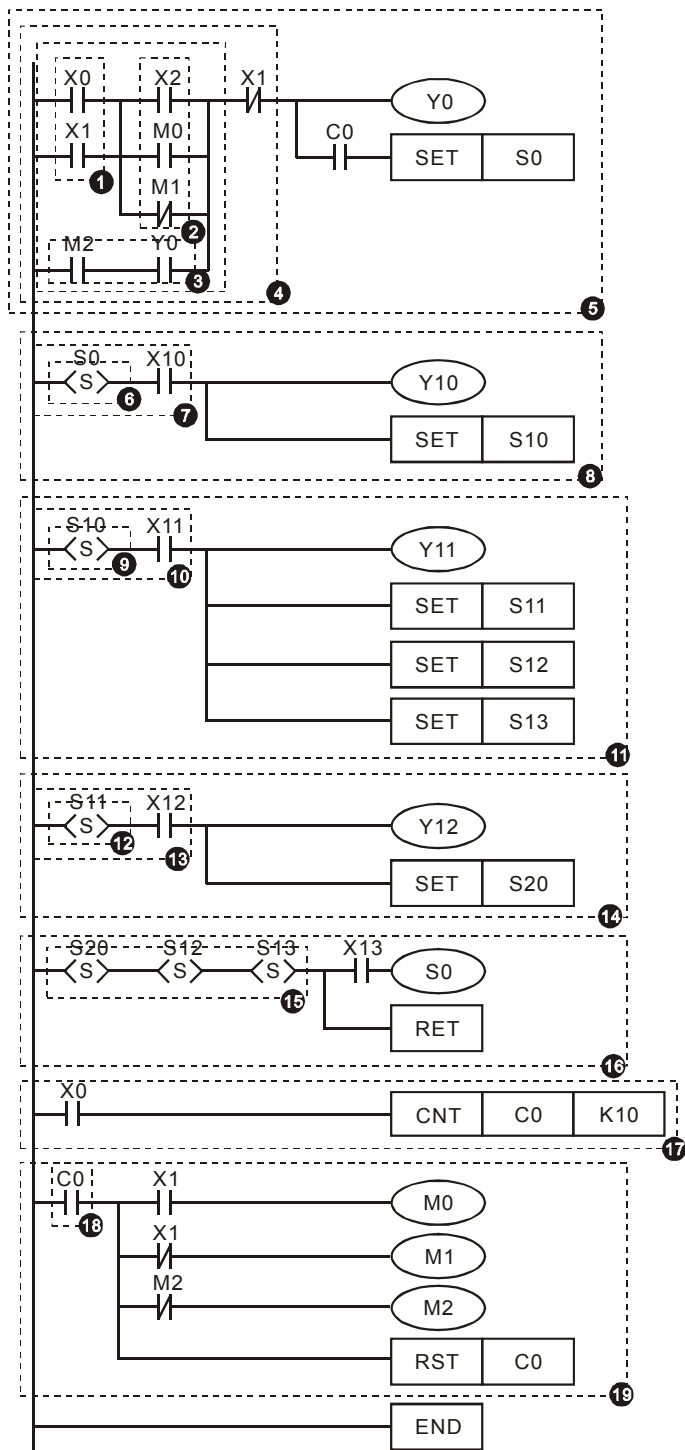 X0 X2 X1
Y0
X1 M0 C0
SET S0
1
M1
2
M2 Y0
3
4
5
S0 X10
S
6
Y10
7
SET S10
8
S10 X11
S
9
Y11
10
SET S11
SET S12
SET S13
11
S11 X12
S
12
Y12
13
SET S20
14
S20 S12 S13 X13
S S S
S0
15
RET
16
X0
CNT C0 K10
17
C0 X1
M0
18
X1
M1
M2
M2
RST C0
19
END